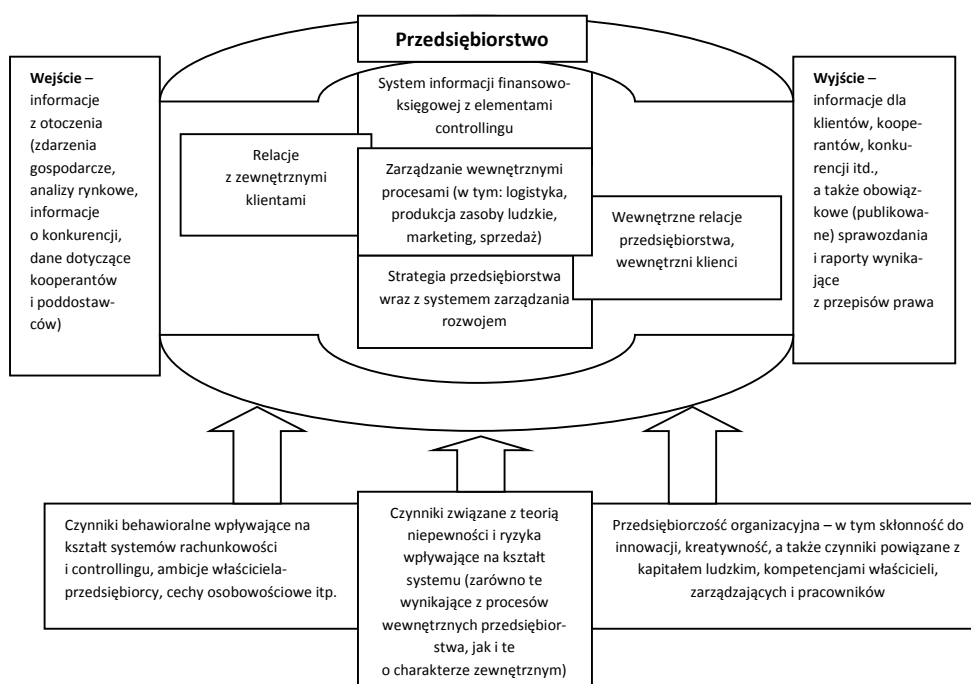 Przedsiębiorstwo
Wejście –
informacje
z otoczenia
(zdarzenia
gospodarcze,
analizy rynkowe,
informacje
o konkurencji,
dane dotyczące
kooperantów
i poddostaw-
ców)
System informacji finansowo-
księgowej z elementami
controllingu
Relacje
z zewnętrznymi
klientami
Zarządzanie wewnętrznymi
procesami (w tym: logistyka,
produkcja zasoby ludzkie,
marketing, sprzedaż)
Wewnętrzne relacje
przedsiębiorstwa,
wewnętrzni klienci
Strategia przedsiębiorstwa
wraz z systemem zarządzania
rozwojem
Wyjście –
informacje dla
klientów, koope-
rantów, konku-
rencji itd.,
a także obowiąz-
kowe (publikowa-
ne) sprawozdania
i raporty wynika-
jące
z przepisów prawa
Czynniki behawioralne wpływające na
kształt systemów rachunkowości
i controllingu, ambicje właściciela-
przedsiębiorcy, cechy osobowościowe itp.
Czynniki związane z teorią
niepewności i ryzyka
wpływające na kształt
systemu (zarówno te
wynikające z procesów
wewnętrznych przedsiębior-
stwa, jak i te
o charakterze zewnętrznym)
Przedsiębiorczość organizacyjna – w tym skłonność do
innowacji, kreatywność, a także czynniki powiązane z
kapitałem ludzkim, kompetencjami właścicieli,
zarządzających i pracowników